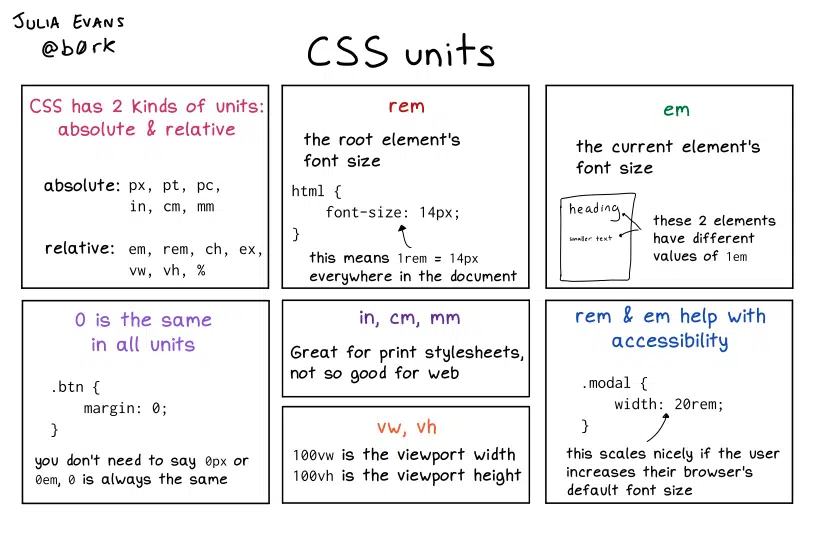 JULIA EVANS
@b0rk
CSS units
CSS has 2 kinds of units:
absolute & relative
absolute: px, pt, pc,
in, cm, mm
relative: em, rem, ch, ex,
vw, vh, %
rem
the root element's
font size
html {
font-size: 14px;
}
this means 1rem = 14px
everywhere in the document
em
the current element's
font size
heading
smaller text
these 2 elements
have different
values of 1em
0 is the same
in all units
.btn {
margin: 0;
}
you don't need to say 0px or
0em, 0 is always the same
in, cm, mm
Great for print stylesheets,
not so good for web
vw, vh
100vw is the viewport width
100vh is the viewport height
rem & em help with
accessibility
.modal {
width: 20rem;
}
this scales nicely if the user
increases their browser's
default font size